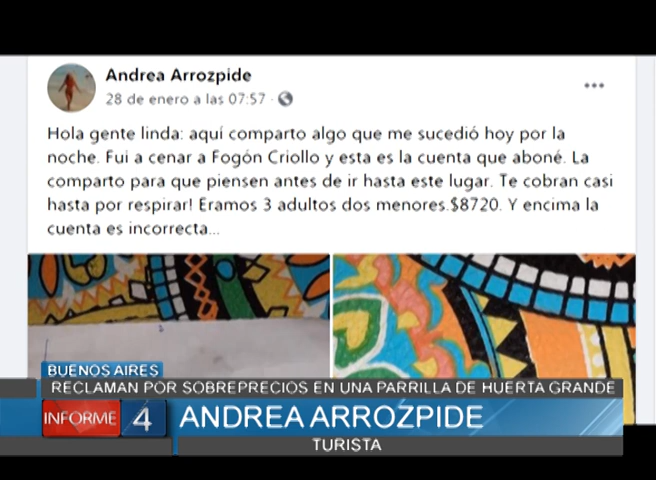 Andrea Arrozpide
28 de enero a las 07:57 ·
Hola gente linda: aquí comparto algo que me sucedió hoy por la
noche. Fui a cenar a Fogón Criollo y esta es la cuenta que aboné. La
comparto para que piensen antes de ir hasta este lugar. Te cobran casi
hasta por respirar! Eramos 3 adultos dos menores.$8720. Y encima la
cuenta es incorrecta...
BUENOS AIRES
RECLAMAN POR SOBREPRECIOS EN UNA PARRILLA DE HUERTA GRANDE
INFORME 4 ANDREA ARROZPIDE
TURISTA